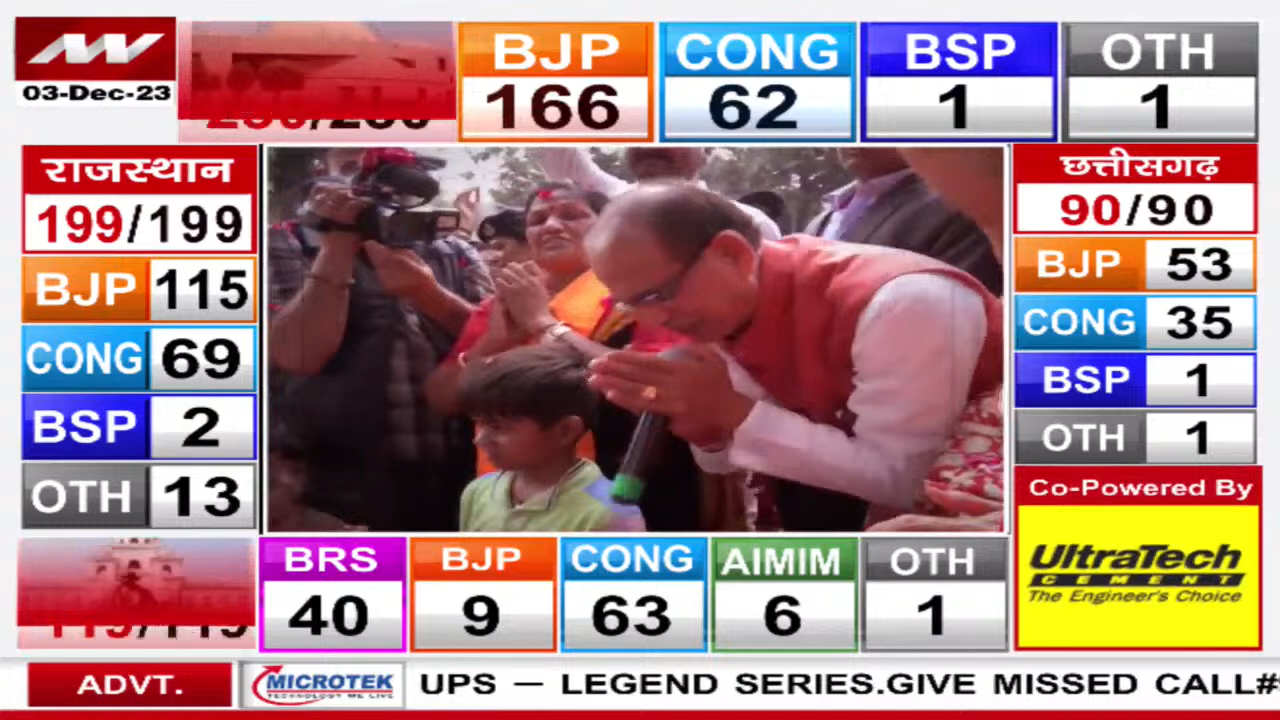 03-Dec-23
BJP CONG BSP OTH
166 62 1 1
राजस्थान
199/199
BJP 115
CONG 69
BSP 2
OTH 13
छत्तीसगढ़
90/90
BJP 53
CONG 35
BSP 1
OTH 1
Co-Powered By
UltraTech
CEMENT
The Engineer's Choice
BRS BJP CONG AIMIM OTH
40 9 63 6 1
ADVT. MICROTEK UPS – LEGEND SERIES.GIVE MISSED CALL#
TECHNOLOGY WE LIVE